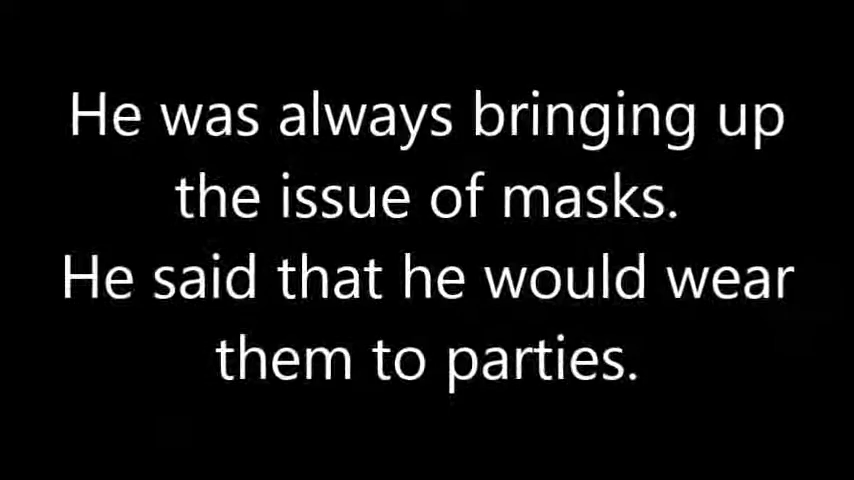 He was always bringing up
the issue of masks.
He said that he would wear
them to parties.